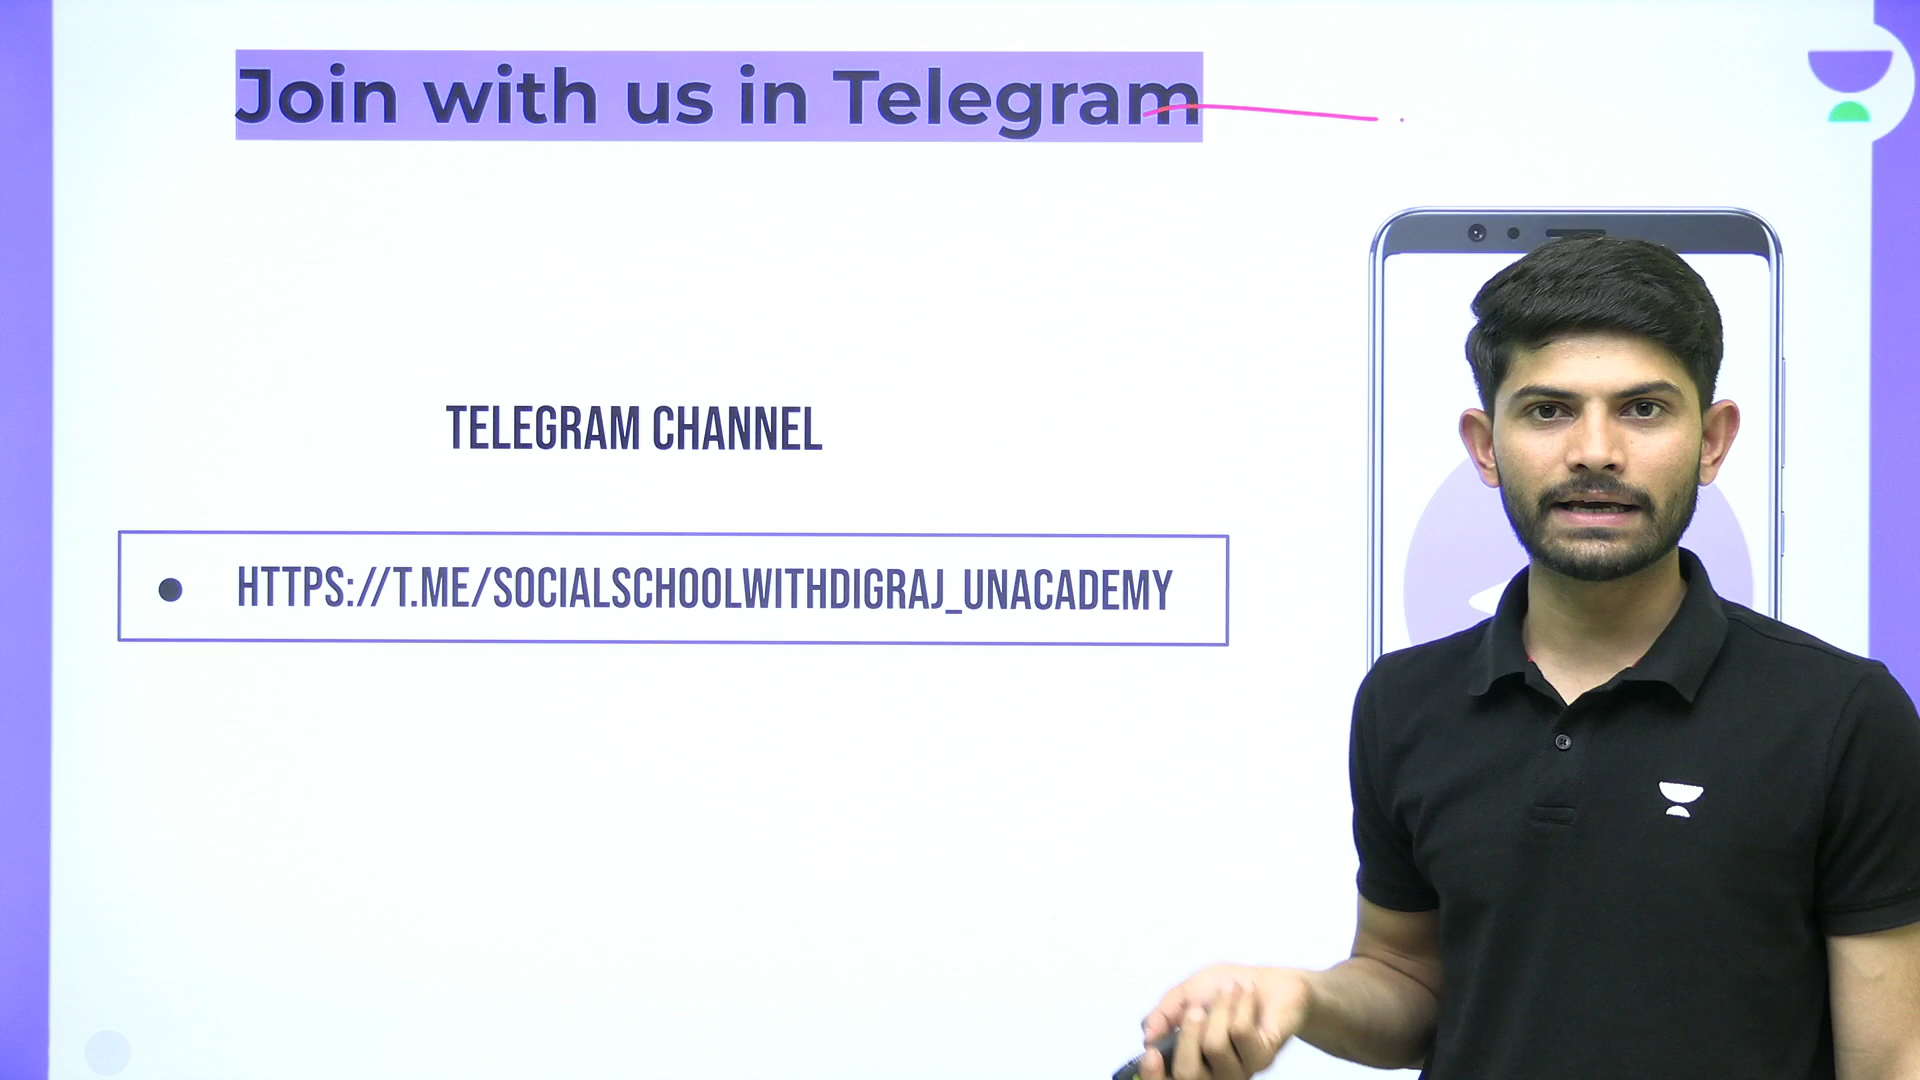 Join with us in Telegram
TELEGRAM CHANNEL
● HTTPS://T.ME/SOCIALSCHOOLWITHDIGRAJ_UNACADEMY